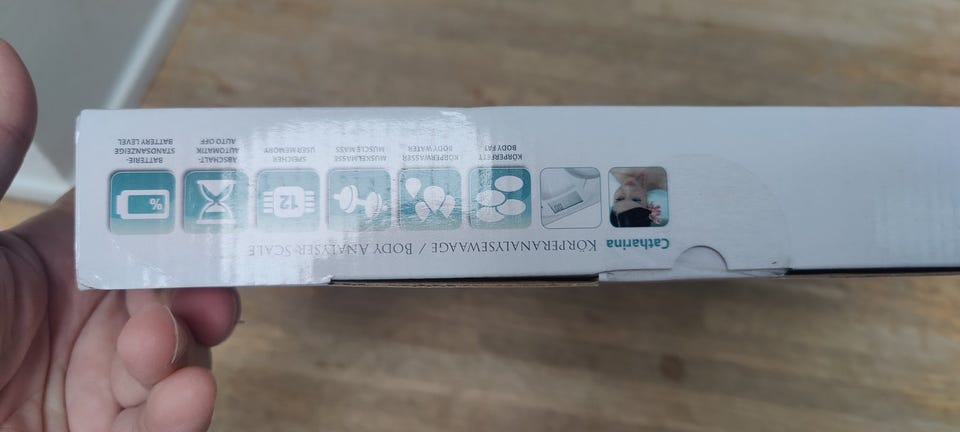 Catharina KÖRPERANALYSEWAAGE / BODY ANALYSER SCALE
KÖRPERFETT
BODY FAT
KÖRPERWASSER
BODY WATER
MUSKELMASSE
MUSCLE MASS
12
SPEICHER
USER MEMORY
ABSCHALT-
AUTOMATIK
AUTO OFF
%
BATTERIE-
STANDSANZEIGE
BATTERY LEVEL